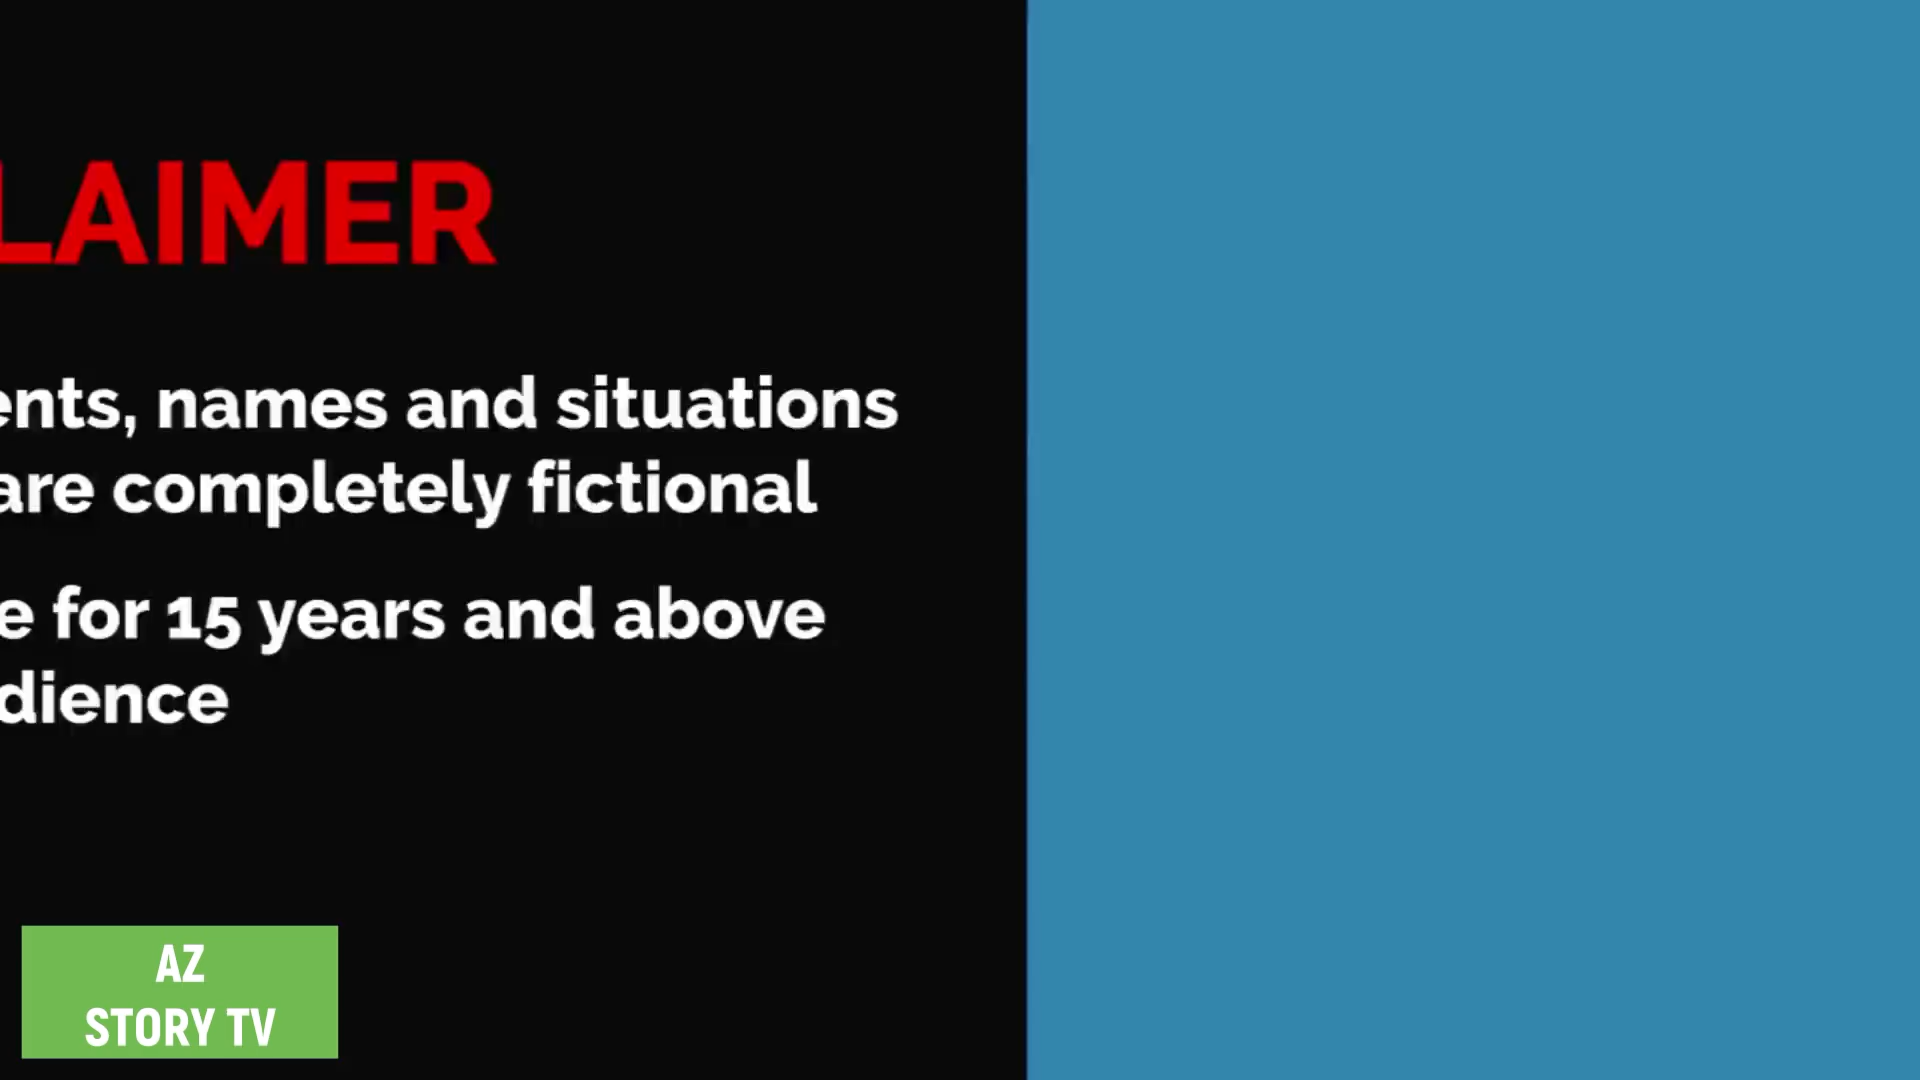 LAIMER
ents, names and situations
are completely fictional
e for 15 years and above
dience
AZ
STORY TV